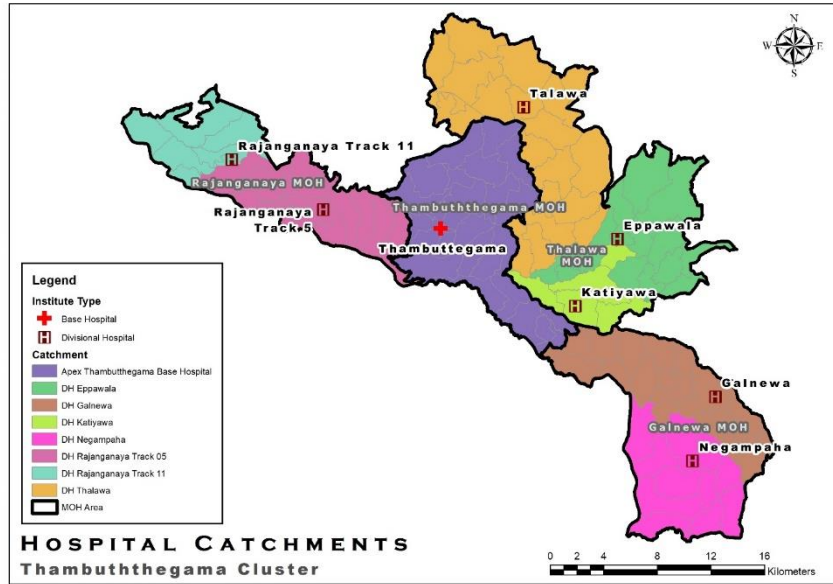 N
W E
S
Talawa
Rajanganaya Track 11
Rajanganaya MOH
Rajanganaya
Track 5
Thambuththegama MOH
Thambuttegama
Eppawala
Thalawa
MOH
Katiyawa
Galnewa
Galnewa MOH
Negampaha
Legend
Institute Type
Base Hospital
H Divisional Hospital
Catchment
Apex Thambutthegama Base Hospital
DH Eppawala
DH Galnewa
DH Katiyawa
DH Negampaha
DH Rajanganaya Track 05
DH Rajanganaya Track 11
DH Thalawa
MOH Area
HOSPITAL CATCHMENTS
Thambuththegama Cluster
0 2 4 8 12 16
Kilometers